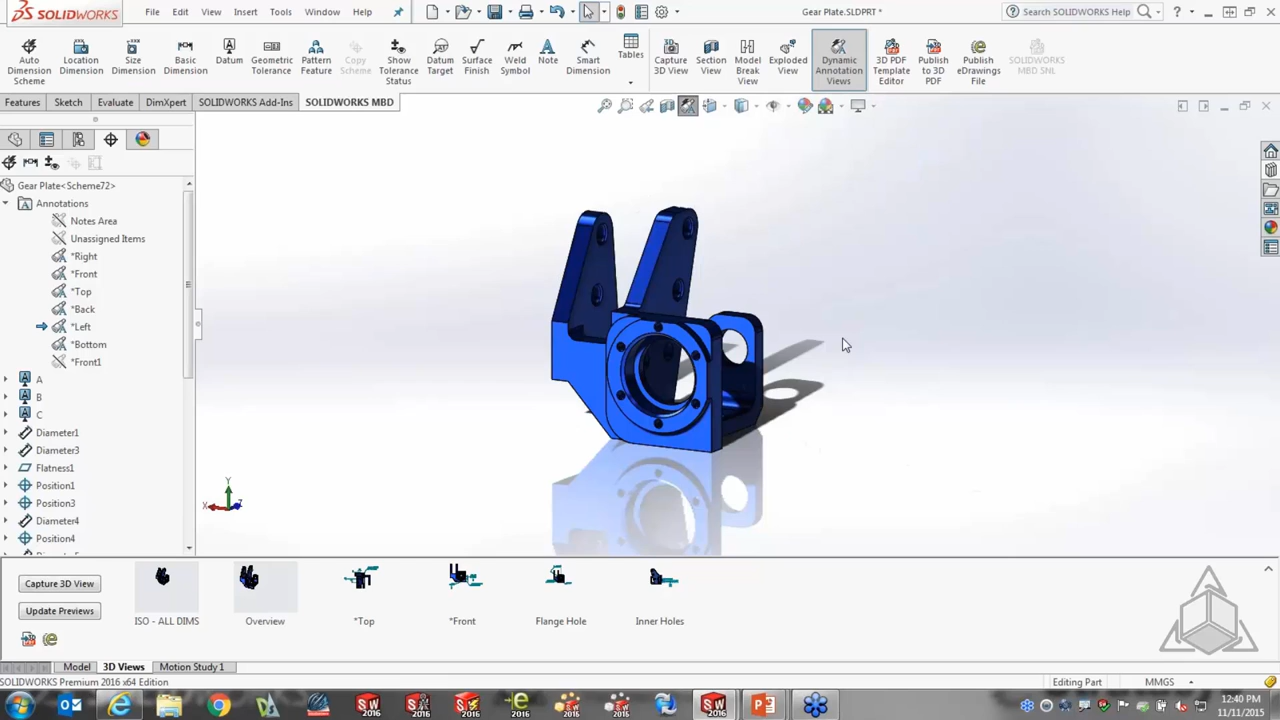 SOLIDWORKS File Edit View Insert Tools Window Help Gear Plate.SLDPRT * Search SOLIDWORKS Help ?
Auto Dimension Scheme
Location Dimension
Size Dimension
Basic Dimension
Datum
Geometric Tolerance
Pattern Feature
Copy Scheme
Show Tolerance Status
Datum Target
Surface Finish
Weld Symbol
Note
Smart Dimension
Tables
Capture 3D View
Section View
Model Break View
Exploded View
Dynamic Annotation Views
3D PDF Template Editor
Publish to 3D PDF
Publish eDrawings File
SOLIDWORKS MBD SNL
Features Sketch Evaluate DimXpert SOLIDWORKS Add-Ins SOLIDWORKS MBD
Gear Plate<Scheme72>
Annotations
Notes Area
Unassigned Items
*Right
*Front
*Top
*Back
*Left
*Bottom
*Front1
A
B
C
Diameter1
Diameter3
Flatness1
Position1
Position3
Diameter4
Position4
Y
X
Z
Capture 3D View
Update Previews
ISO - ALL DIMS
Overview
*Top
*Front
Flange Hole
Inner Holes
Model 3D Views Motion Study 1
SOLIDWORKS Premium 2016 x64 Edition Editing Part MMGS
12:40 PM
11/11/2015